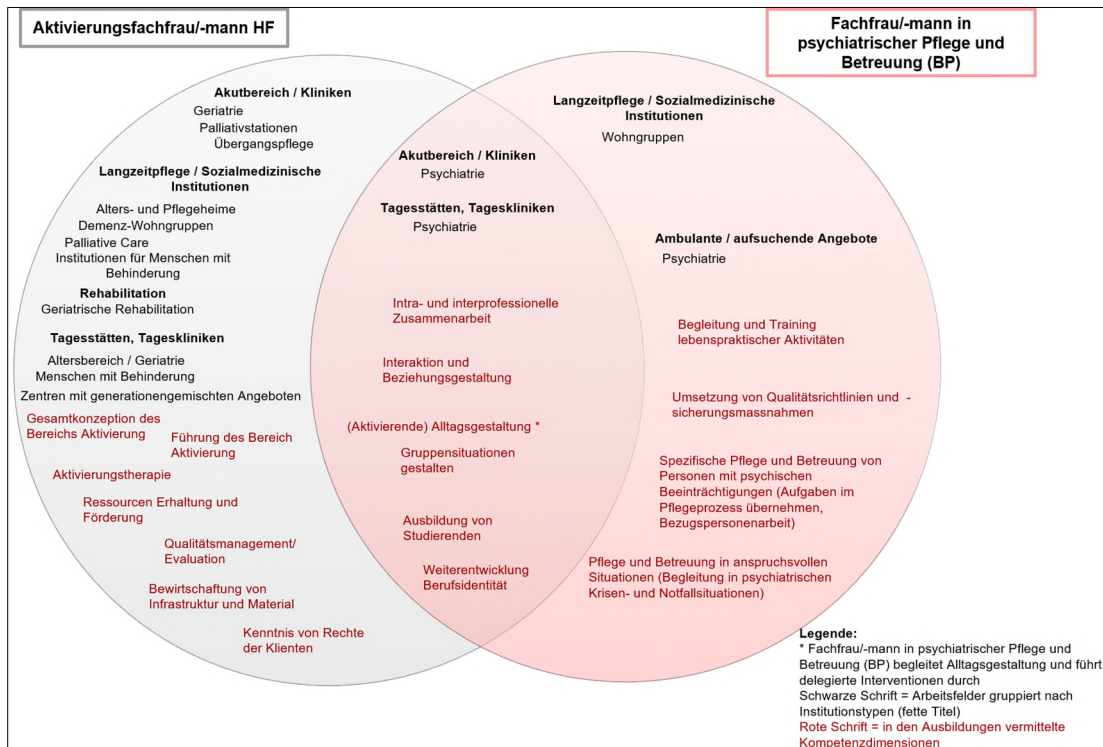 Aktivierungsfachfrau/-mann HF
Fachfrau/-mann in
psychiatrischer Pflege und
Betreuung (BP)
Akutbereich / Kliniken
Geriatrie
Palliativstationen
Übergangspflege
Langzeitpflege / Sozialmedizinische
Institutionen
Alters- und Pflegeheime
Demenz-Wohngruppen
Palliative Care
Institutionen für Menschen mit
Behinderung
Rehabilitation
Geriatrische Rehabilitation
Tagesstätten, Tageskliniken
Altersbereich / Geriatrie
Menschen mit Behinderung
Zentren mit generationengemischten Angeboten
Gesamtkonzeption des
Bereichs Aktivierung
Führung des Bereich
Aktivierung
Aktivierungstherapie
Ressourcen Erhaltung und
Förderung
Qualitätsmanagement/
Evaluation
Bewirtschaftung von
Infrastruktur und Material
Kenntnis von Rechte
der Klienten
Akutbereich / Kliniken
Psychiatrie
Tagesstätten, Tageskliniken
Psychiatrie
Intra- und interprofessionelle
Zusammenarbeit
Interaktion und
Beziehungsgestaltung
(Aktivierende) Alltagsgestaltung *
Gruppensituationen
gestalten
Ausbildung von
Studierenden
Weiterentwicklung
Berufsidentität
Langzeitpflege / Sozialmedizinische
Institutionen
Wohngruppen
Ambulante / aufsuchende Angebote
Psychiatrie
Begleitung und Training
lebenspraktischer Aktivitäten
Umsetzung von Qualitätsrichtlinien und -
sicherungsmassnahmen
Spezifische Pflege und Betreuung von
Personen mit psychischen
Beeinträchtigungen (Aufgaben im
Pflegeprozess übernehmen,
Bezugspersonenarbeit)
Pflege und Betreuung in anspruchsvollen
Situationen (Begleitung in psychiatrischen
Krisen- und Notfallsituationen)
Legende:
* Fachfrau/-mann in psychiatrischer Pflege und
Betreuung (BP) begleitet Alltagsgestaltung und führt
delegierte Interventionen durch
Schwarze Schrift = Arbeitsfelder gruppiert nach
Institutionstypen (fette Titel)
Rote Schrift = in den Ausbildungen vermittelte
Kompetenzdimensionen